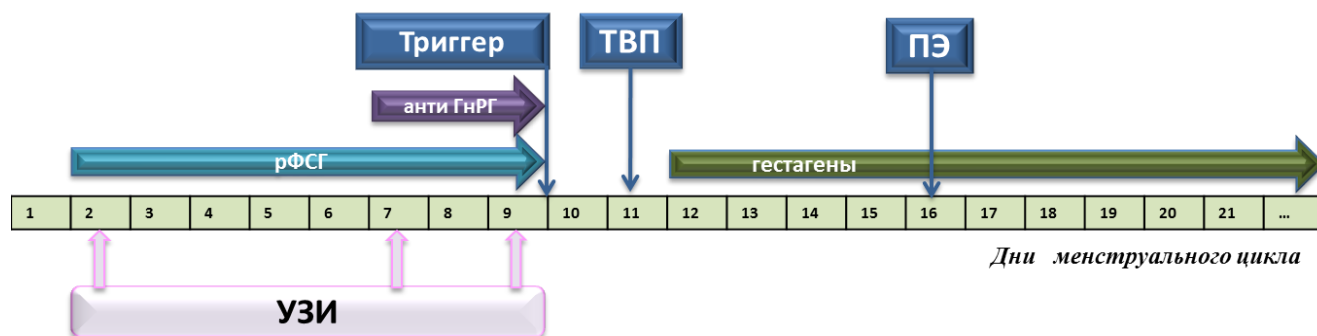 Триггер ТВП ПЭ
анти ГнРГ
рФСГ гестагены
1 2 3 4 5 6 7 8 9 10 11 12 13 14 15 16 17 18 19 20 21 ...
Дни менструального цикла
УЗИ